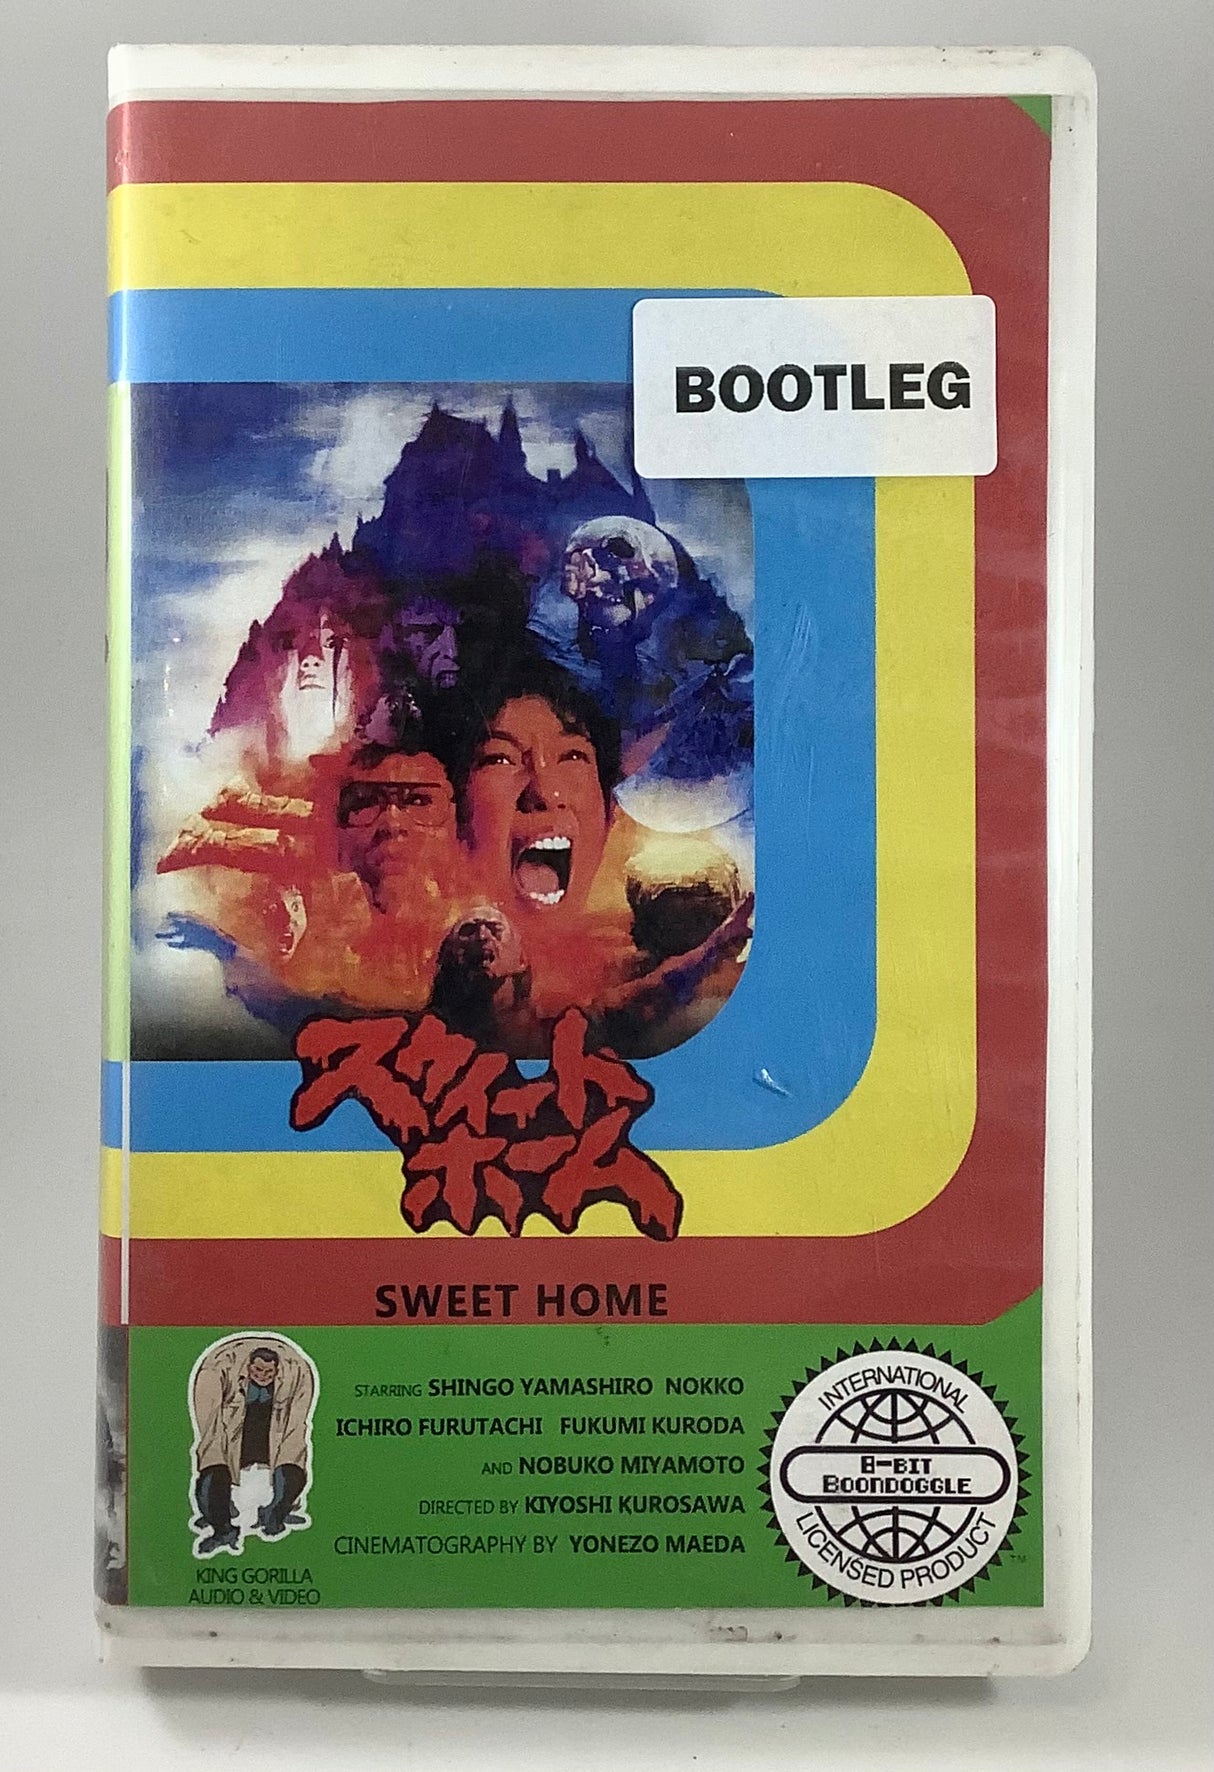 BOOTLEG
スウィート
ホーム
SWEET HOME
STARRING SHINGO YAMASHIRO NOKKO
ICHIRO FURUTACHI FUKUMI KURODA
AND NOBUKO MIYAMOTO
DIRECTED BY KIYOSHI KUROSAWA
CINEMATOGRAPHY BY YONEZO MAEDA
KING GORILLA
AUDIO & VIDEO
INTERNATIONAL
8-BIT
BOONDOGGLE
LICENSED PRODUCT
TM